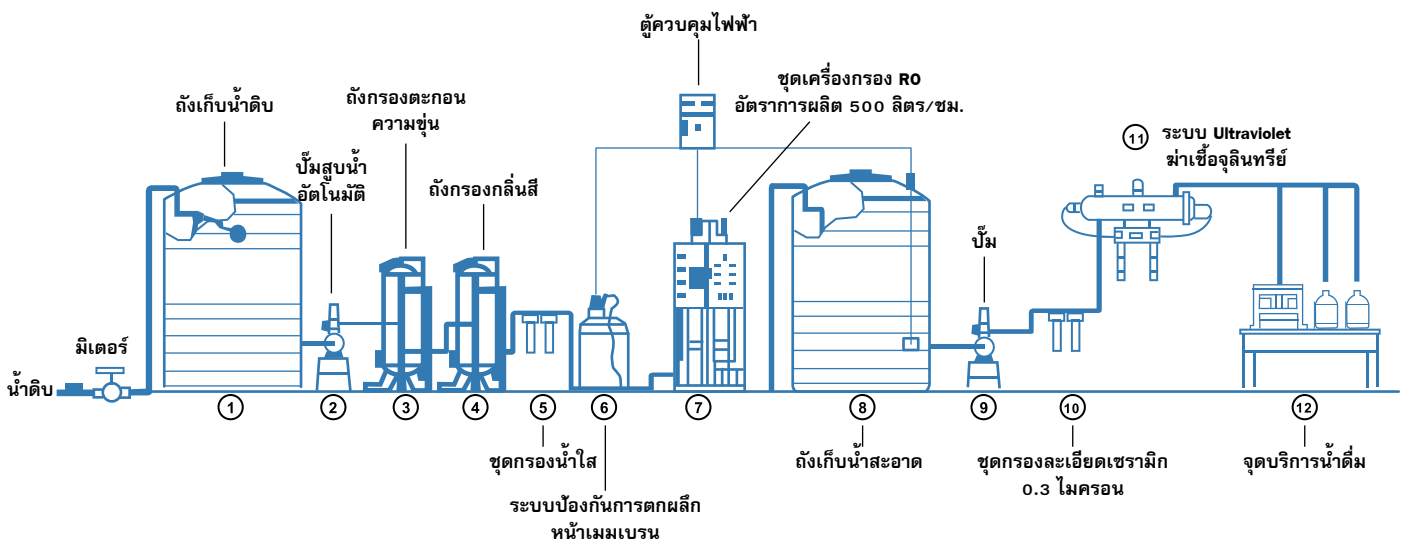 ตู้ควบคุมไฟฟ้า
ถังเก็บน้ำดิบ
ถังกรองตะกอน
ความขุ่น
ชุดเครื่องกรอง RO
อัตราการผลิต 500 ลิตร/ชม.
11 ระบบ Ultraviolet
ฆ่าเชื้อจุลินทรีย์
ปั๊มสูบน้ำ
อัตโนมัติ
ถังกรองกลิ่นสี
ปั๊ม
มิเตอร์
น้ำดิบ
1 2 3 4 5 6 7 8 9 10 12
ชุดกรองน้ำใส
ถังเก็บน้ำสะอาด
ชุดกรองละเอียดเซรามิก
0.3 ไมครอน
จุดบริการน้ำดื่ม
ระบบป้องกันการตกผลึก
หน้าเมมเบรน